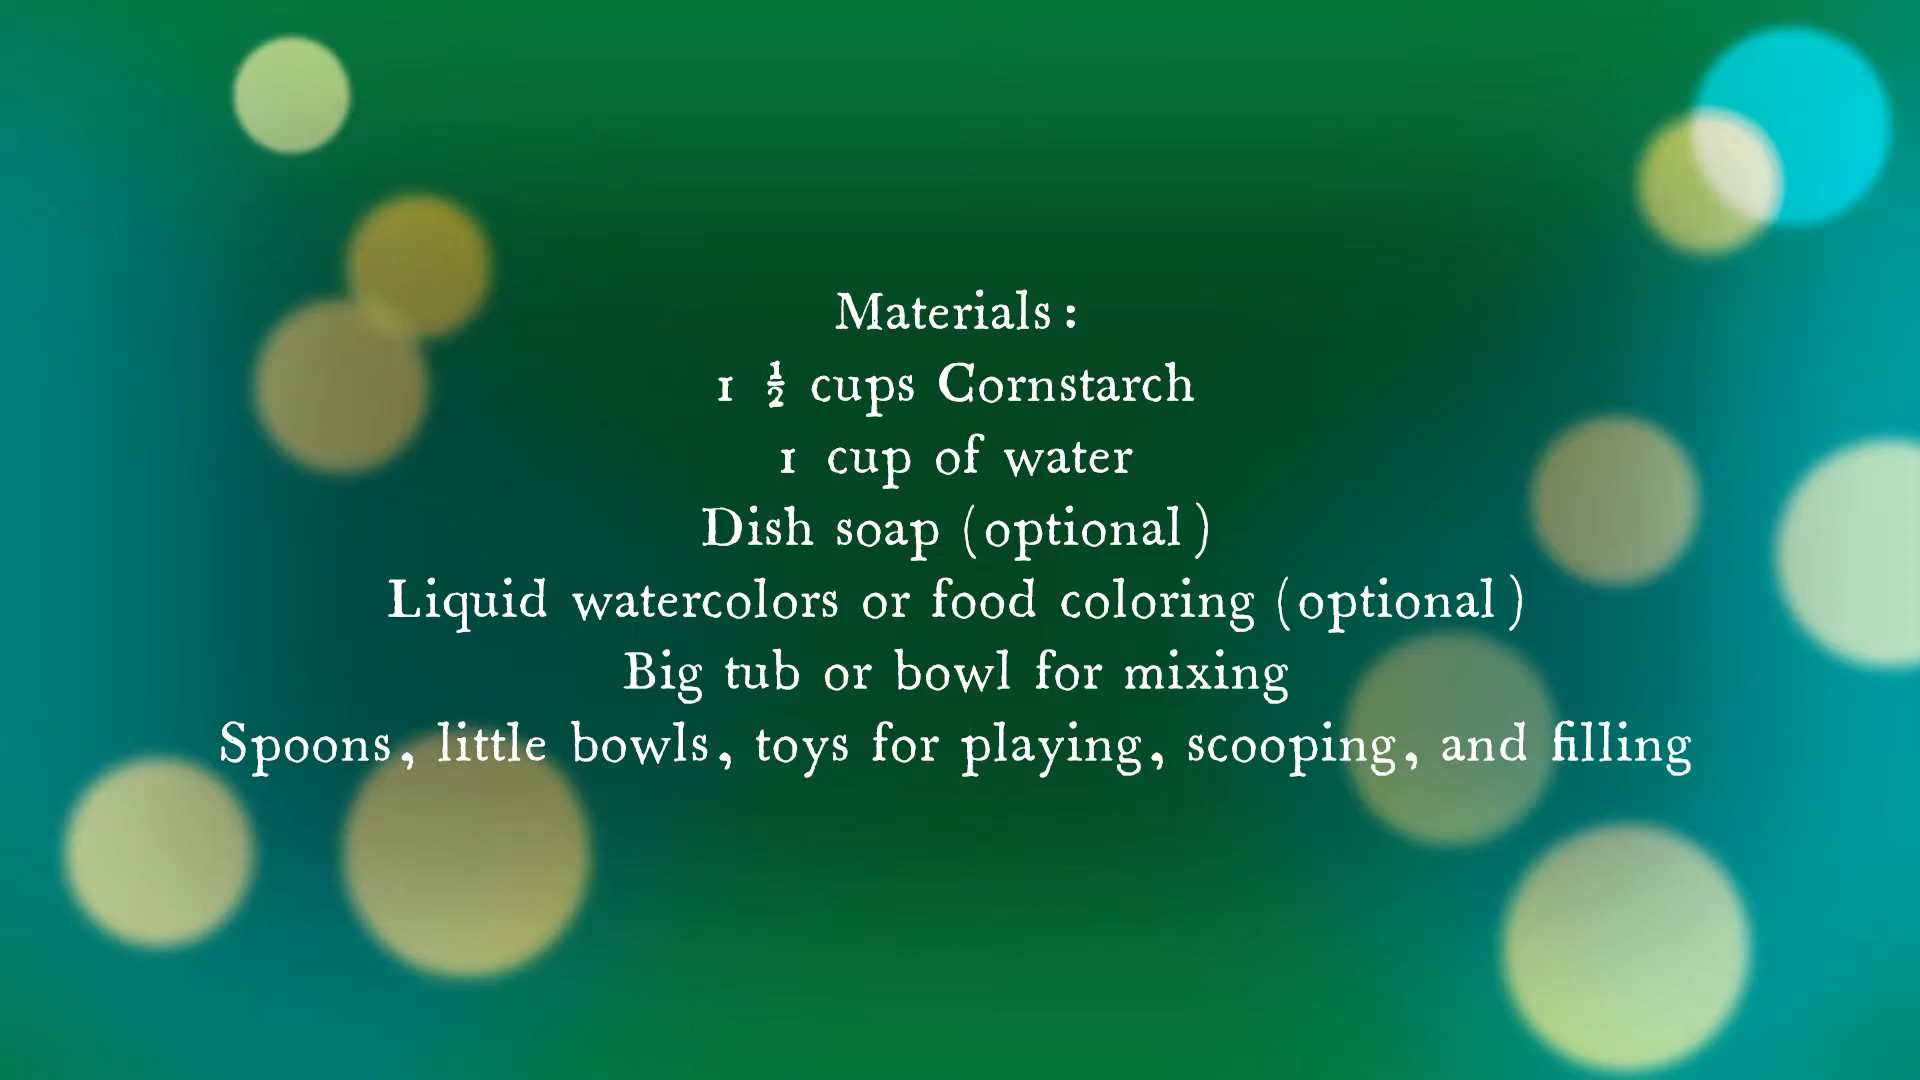 Materials:
1 ½ cups Cornstarch
1 cup of water
Dish soap (optional)
Liquid watercolors or food coloring (optional)
Big tub or bowl for mixing
Spoons, little bowls, toys for playing, scooping, and filling